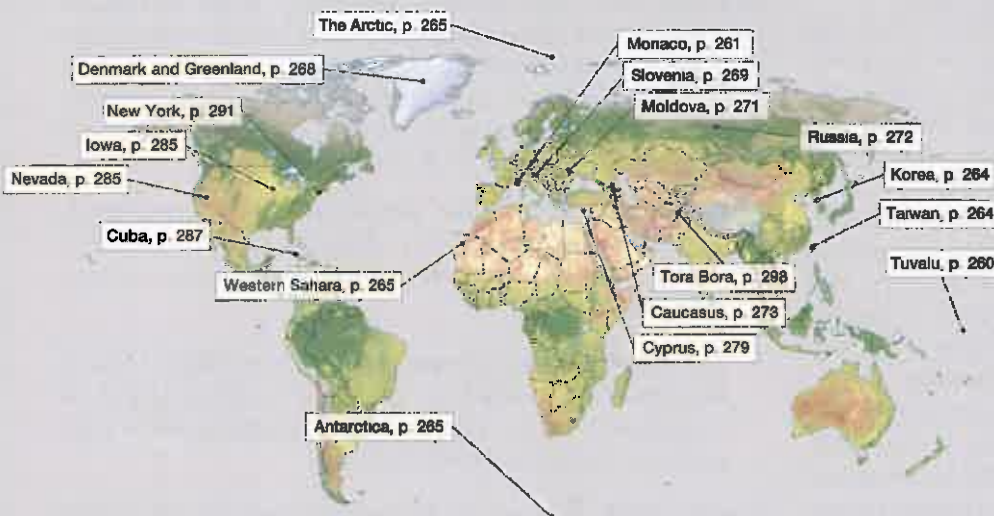 The Arctic, p. 265
Monaco, p. 261
Denmark and Greenland, p. 268
Slovenia, p. 269
New York, p. 291
Moldova, p. 271
Iowa, p. 285
Russia, p. 272
Nevada, p. 285
Korea, p. 264
Taiwan, p. 264
Cuba, p. 287
Tuvalu, p. 260
Western Sahara, p. 265
Tora Bora, p. 298
Caucasus, p. 273
Cyprus, p. 279
Antarctica, p. 265